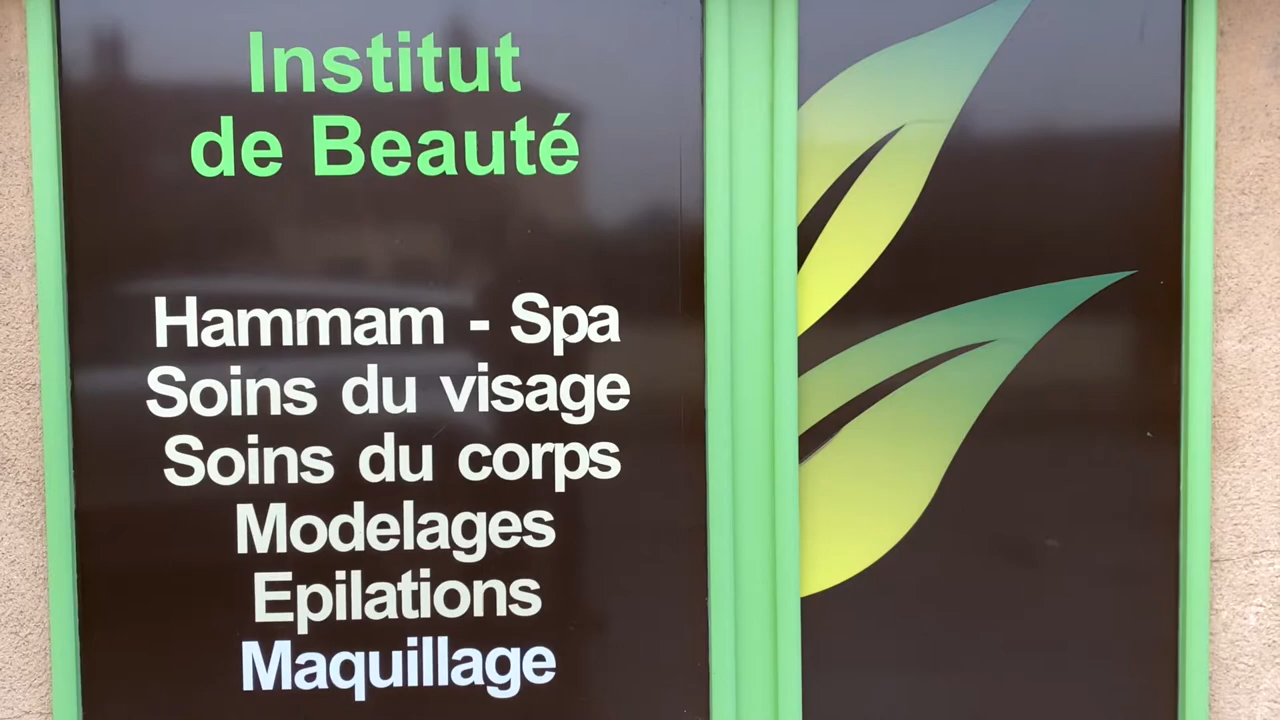 Institut
de Beauté
Hammam - Spa
Soins du visage
Soins du corps
Modelages
Epilations
Maquillage